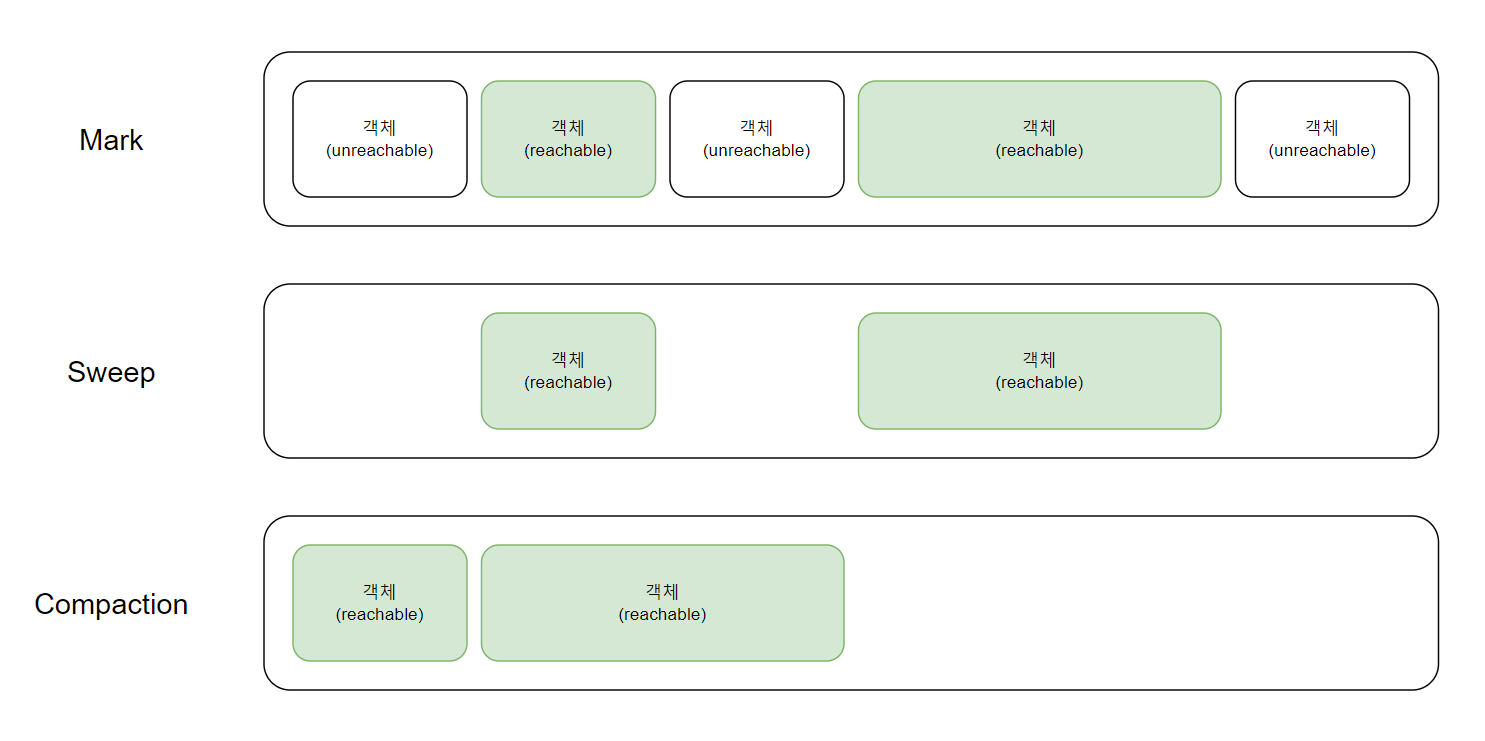 Mark
객체
(unreachable)
객체
(reachable)
객체
(unreachable)
객체
(reachable)
객체
(unreachable)
Sweep
객체
(reachable)
객체
(reachable)
Compaction
객체
(reachable)
객체
(reachable)